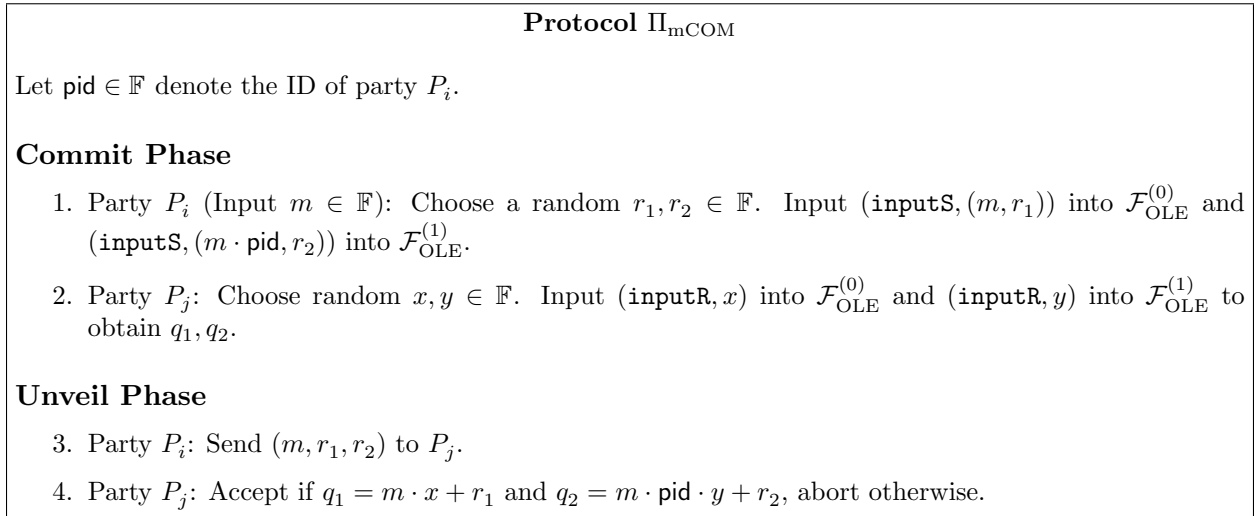 Protocol Π_mCOM
Let pid ∈ 𝔽 denote the ID of party P_i.
Commit Phase
1. Party P_i (Input m ∈ 𝔽): Choose a random r_1, r_2 ∈ 𝔽. Input (inputS, (m, r_1)) into ℱ_OLE^(0) and
(inputS, (m · pid, r_2)) into ℱ_OLE^(1).
2. Party P_j: Choose random x, y ∈ 𝔽. Input (inputR, x) into ℱ_OLE^(0) and (inputR, y) into ℱ_OLE^(1) to
obtain q_1, q_2.
Unveil Phase
3. Party P_i: Send (m, r_1, r_2) to P_j.
4. Party P_j: Accept if q_1 = m · x + r_1 and q_2 = m · pid · y + r_2, abort otherwise.